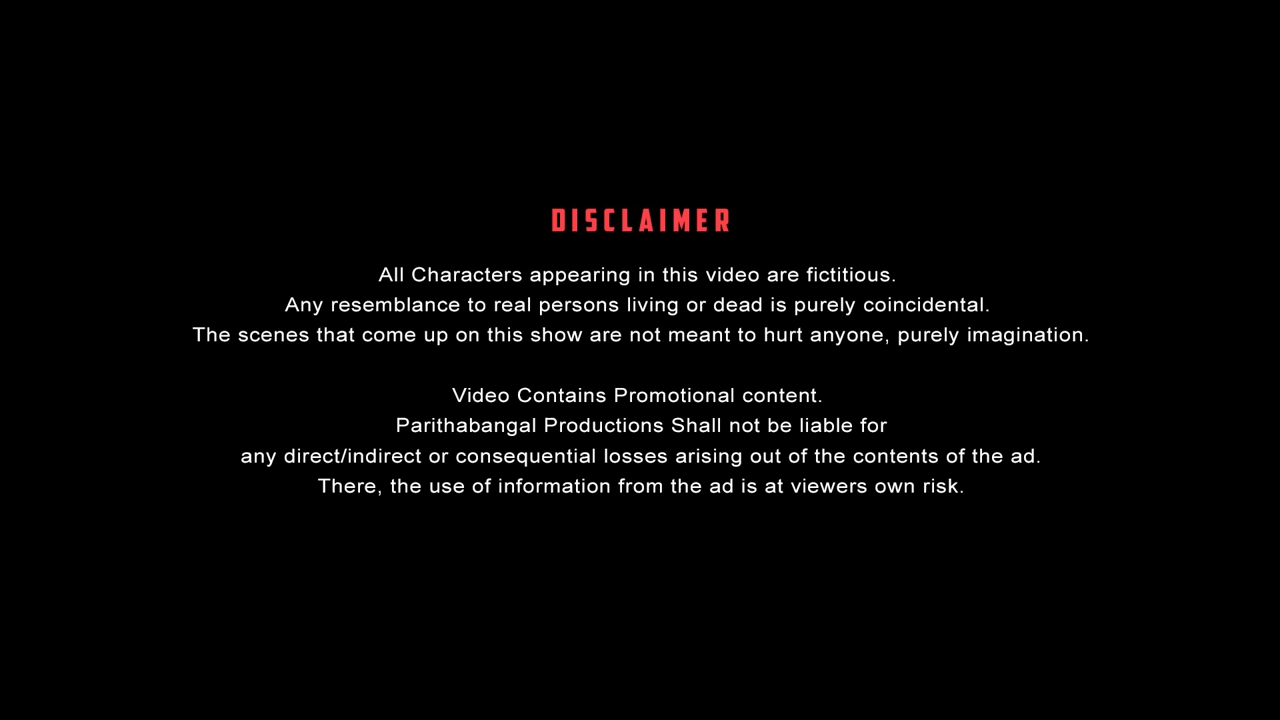 DISCLAIMER
All Characters appearing in this video are fictitious.
Any resemblance to real persons living or dead is purely coincidental.
The scenes that come up on this show are not meant to hurt anyone, purely imagination.
Video Contains Promotional content.
Parithabangal Productions Shall not be liable for
any direct/indirect or consequential losses arising out of the contents of the ad.
There, the use of information from the ad is at viewers own risk.